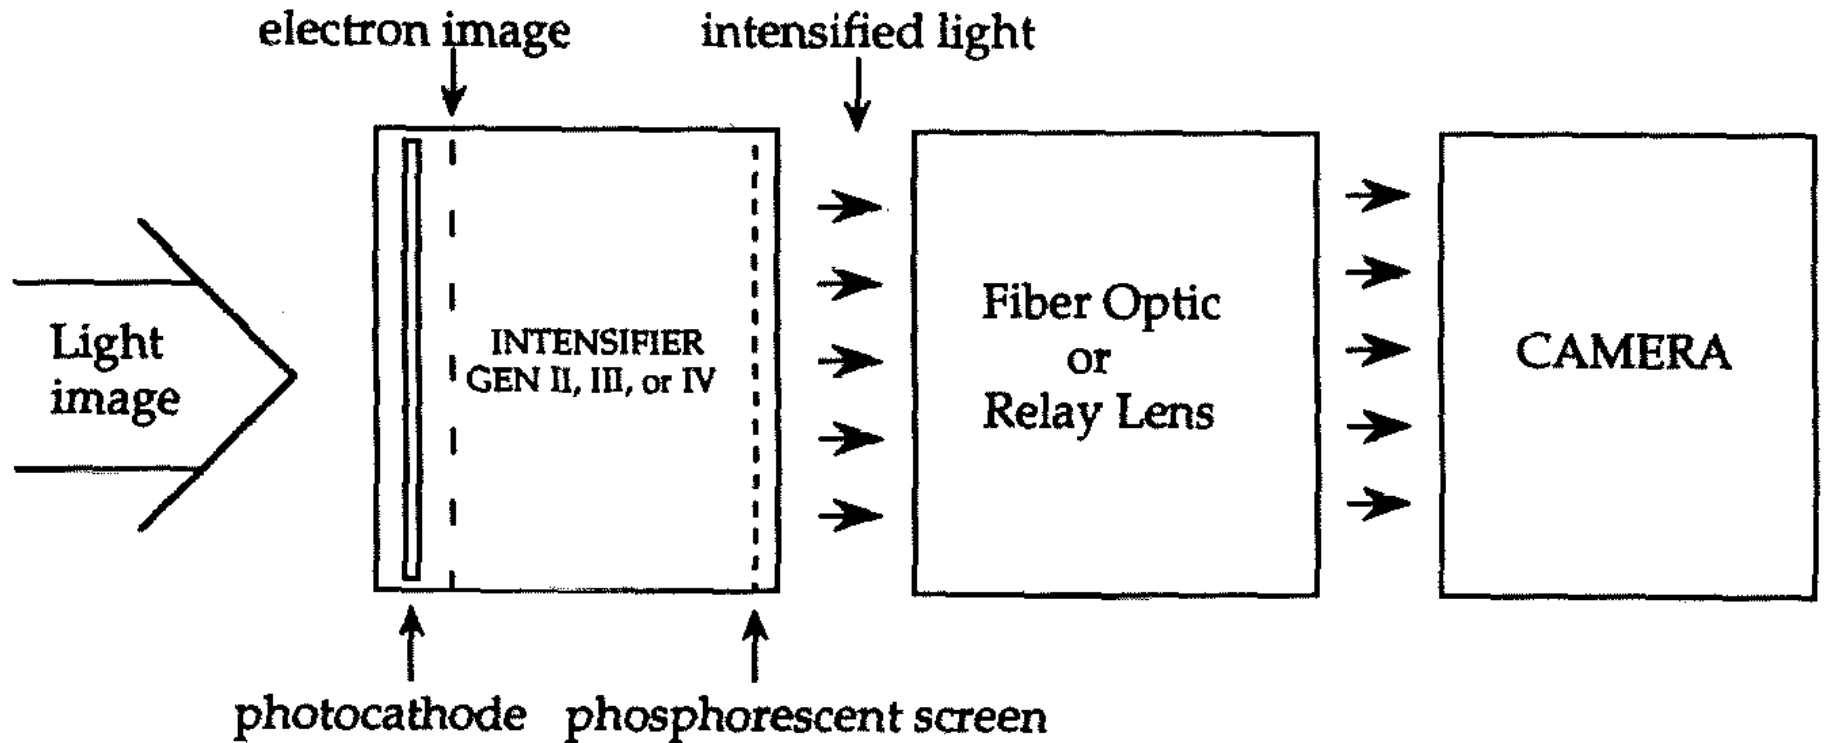 electron image
intensified light
Light
image
INTENSIFIER
GEN II, III, or IV
Fiber Optic
or
Relay Lens
CAMERA
photocathode
phosphorescent screen